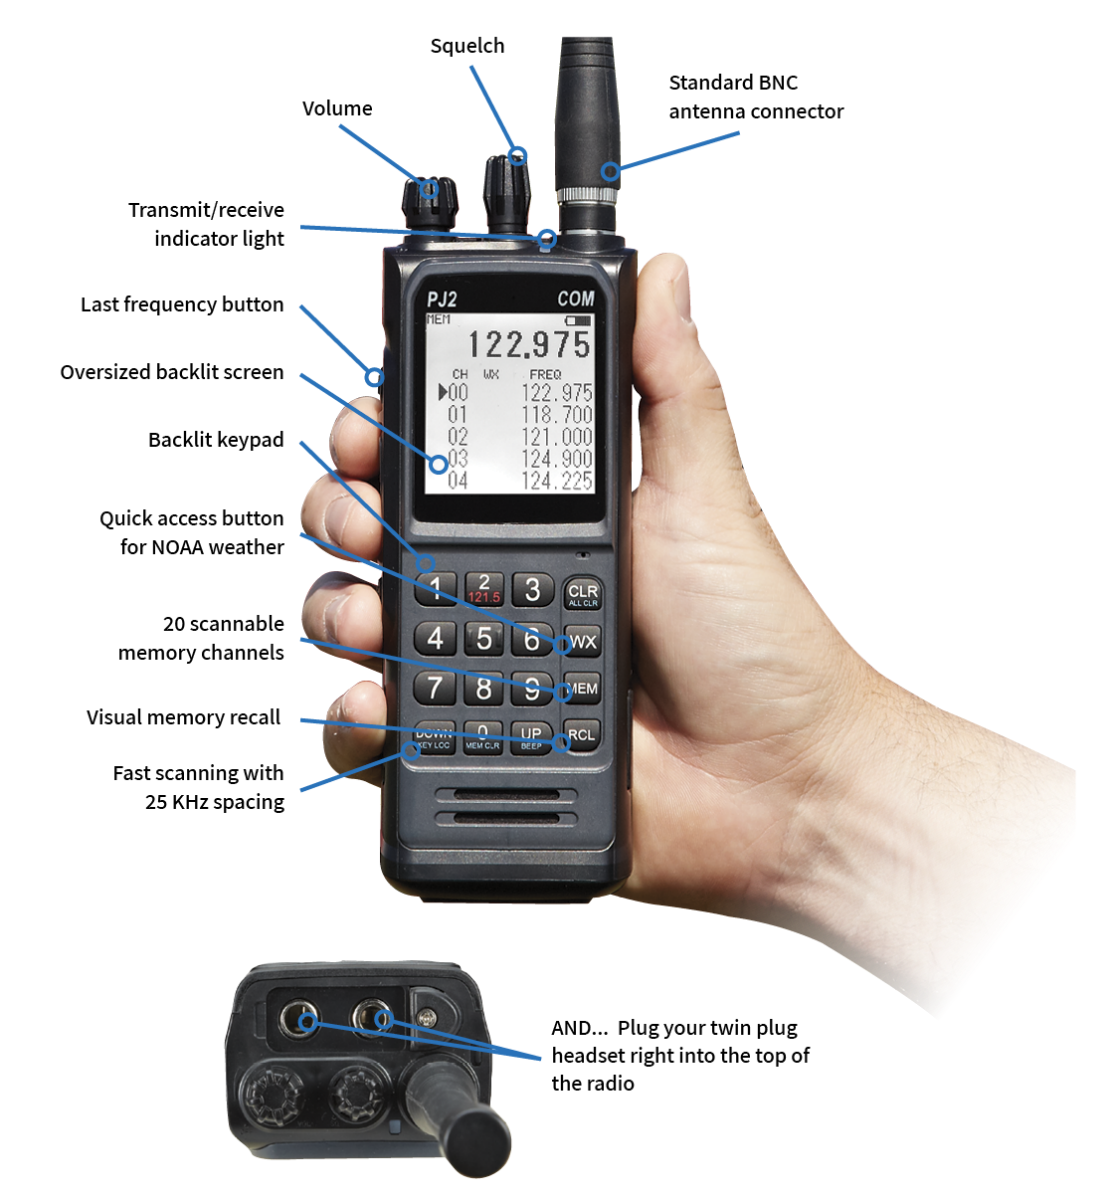 Squelch
Standard BNC
antenna connector
Volume
Transmit/receive
indicator light
Last frequency button
Oversized backlit screen
Backlit keypad
Quick access button
for NOAA weather
20 scannable
memory channels
Visual memory recall
Fast scanning with
25 KHz spacing
PJ2 COM
MEM
122.975
CH WX FREQ
00 122.975
01 118.700
02 121.000
03 124.900
04 124.225
1 2 3 CLR
121.5 ALL CLR
4 5 6 WX
7 8 9 MEM
DOWN 0 UP RCL
KEY LOC MEM CLR BEEP
AND... Plug your twin plug
headset right into the top of
the radio